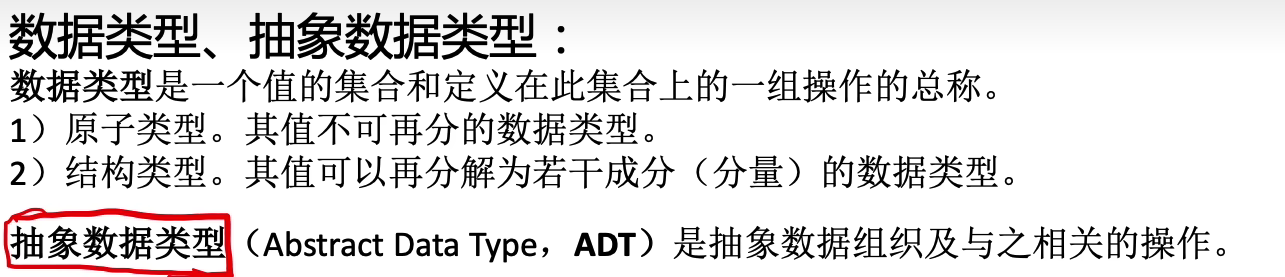 数据类型、抽象数据类型：
数据类型是一个值的集合和定义在此集合上的一组操作的总称。
1）原子类型。其值不可再分的数据类型。
2）结构类型。其值可以再分解为若干成分（分量）的数据类型。
抽象数据类型（Abstract Data Type，ADT）是抽象数据组织及与之相关的操作。